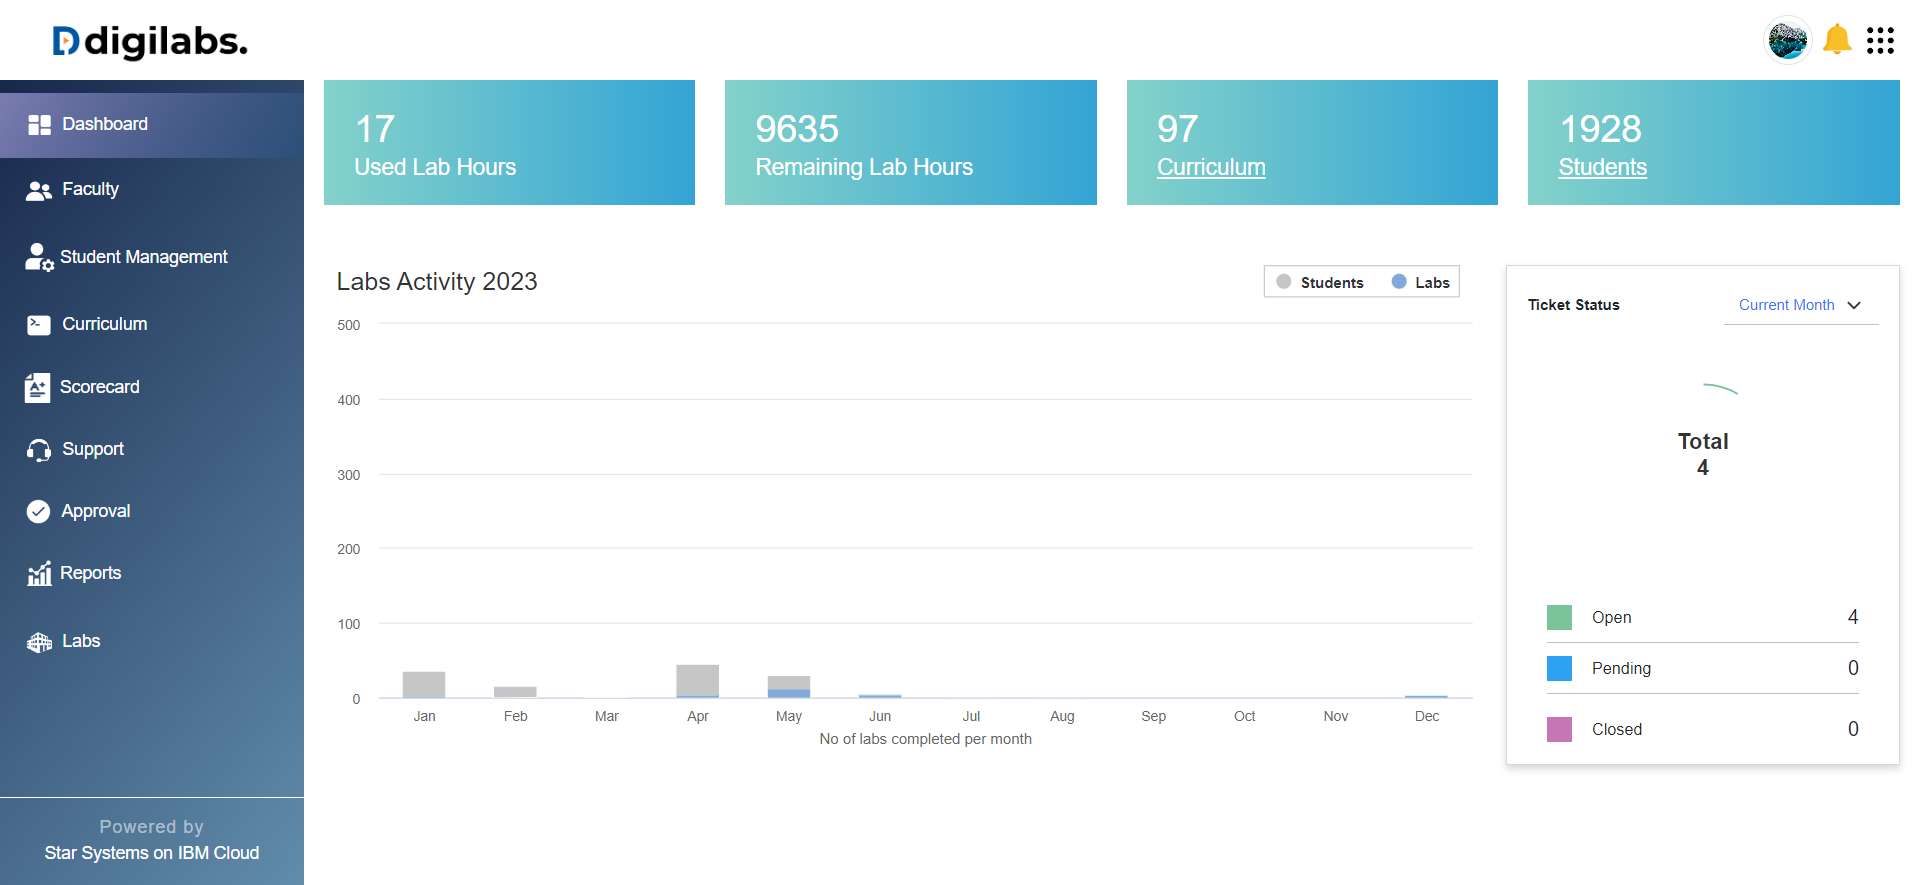 digilabs.
Dashboard
Faculty
Student Management
Curriculum
Scorecard
Support
Approval
Reports
Labs
Powered by
Star Systems on IBM Cloud
17
Used Lab Hours
9635
Remaining Lab Hours
97
Curriculum
1928
Students
Labs Activity 2023
Students Labs
500
400
300
200
100
0
Jan Feb Mar Apr May Jun Jul Aug Sep Oct Nov Dec
No of labs completed per month
Ticket Status Current Month
Total
4
Open 4
Pending 0
Closed 0